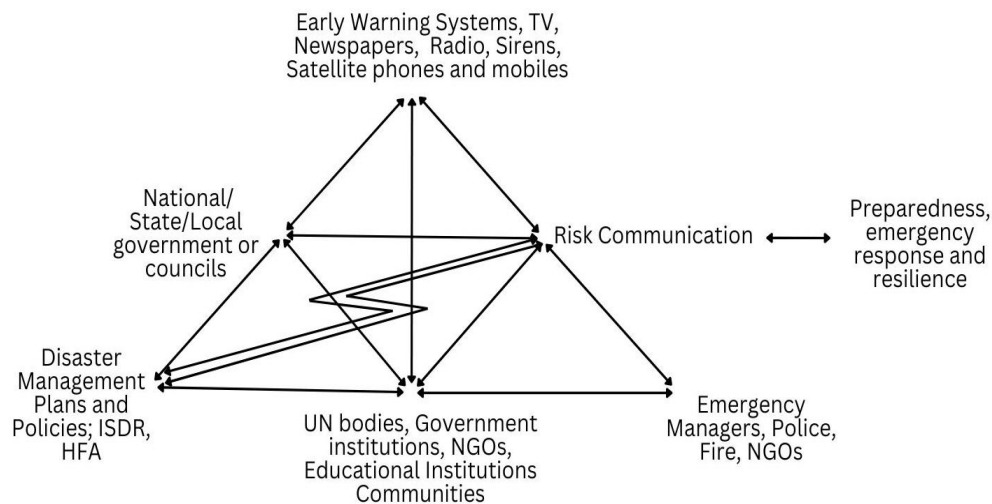 Early Warning Systems, TV,
Newspapers, Radio, Sirens,
Satellite phones and mobiles
National/
State/Local
government or
councils
Risk Communication
Preparedness,
emergency
response and
resilience
Disaster
Management
Plans and
Policies; ISDR,
HFA
UN bodies, Government
institutions, NGOs,
Educational Institutions
Communities
Emergency
Managers, Police,
Fire, NGOs